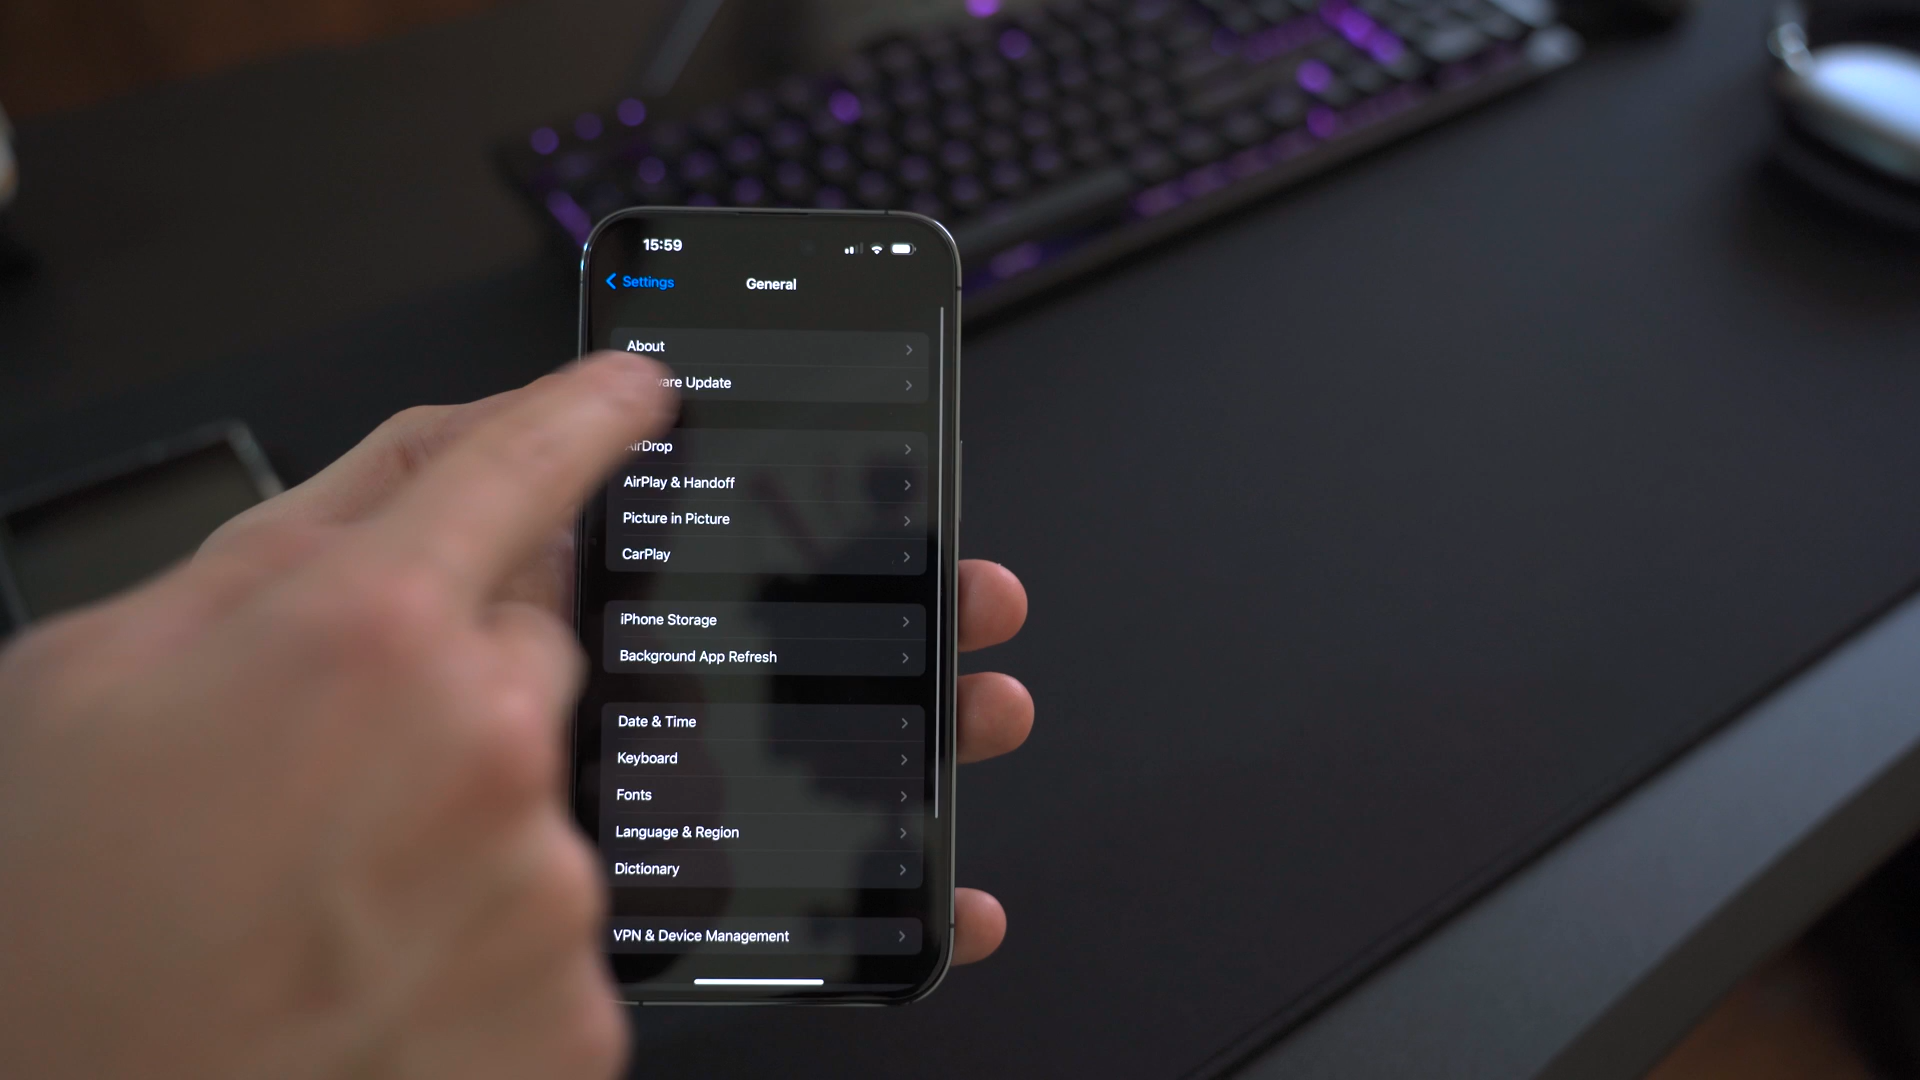 15:59
Settings
General
About
ware Update
AirDrop
AirPlay & Handoff
Picture in Picture
CarPlay
iPhone Storage
Background App Refresh
Date & Time
Keyboard
Fonts
Language & Region
Dictionary
VPN & Device Management